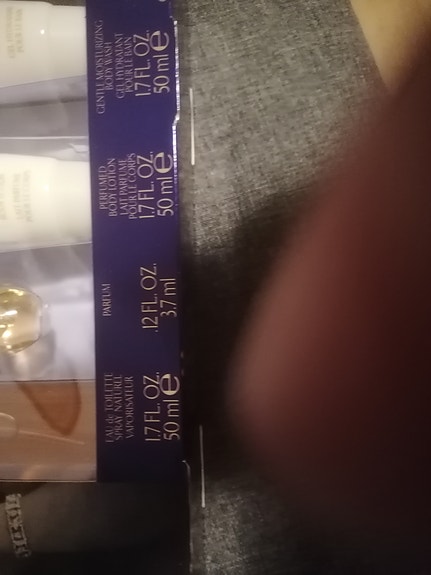 EAU de TOILETTE
SPRAY NATUREL
VAPORISATEUR
1.7 FL. OZ.
50 ml e
PARFUM
.12 FL. OZ.
3.7 ml
PERFUMED
BODY LOTION
LAIT PARFUMÉ
POUR LE CORPS
1.7 FL. OZ.
50 ml e
GENTLE MOISTURIZING
BODY WASH
GEL HYDRATANT
POUR LE BAIN
1.7 FL. OZ.
50 ml e